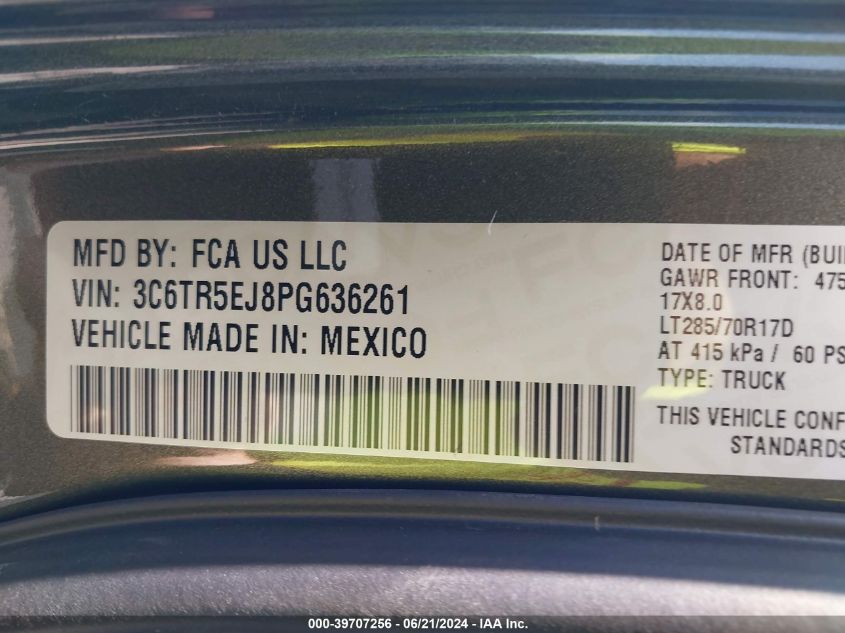 MFD BY: FCA US LLC
VIN: 3C6TR5EJ8PG636261
VEHICLE MADE IN: MEXICO
DATE OF MFR (BUI
GAWR FRONT: 475
17X8.0
LT285/70R17D
AT 415 kPa / 60 PS
TYPE: TRUCK
THIS VEHICLE CONF
STANDARDS
000-39707256 - 06/21/2024 - IAA Inc.